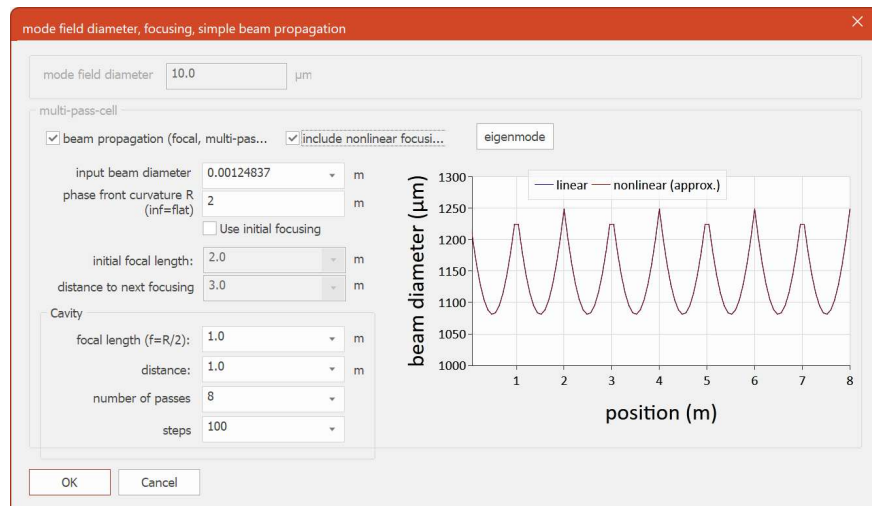 mode field diameter, focusing, simple beam propagation
mode field diameter 10.0 µm
multi-pass-cell
beam propagation (focal, multi-pas... include nonlinear focusi... eigenmode
input beam diameter 0.00124837 m
phase front curvature R
(inf=flat) 2 m
Use initial focusing
initial focal length: 2.0 m
distance to next focusing 3.0 m
Cavity
focal length (f=R/2): 1.0 m
distance: 1.0 m
number of passes 8
steps 100
linear nonlinear (approx.)
beam diameter (µm)
1300
1250
1200
1150
1100
1050
1000
1 2 3 4 5 6 7 8
position (m)
OK Cancel